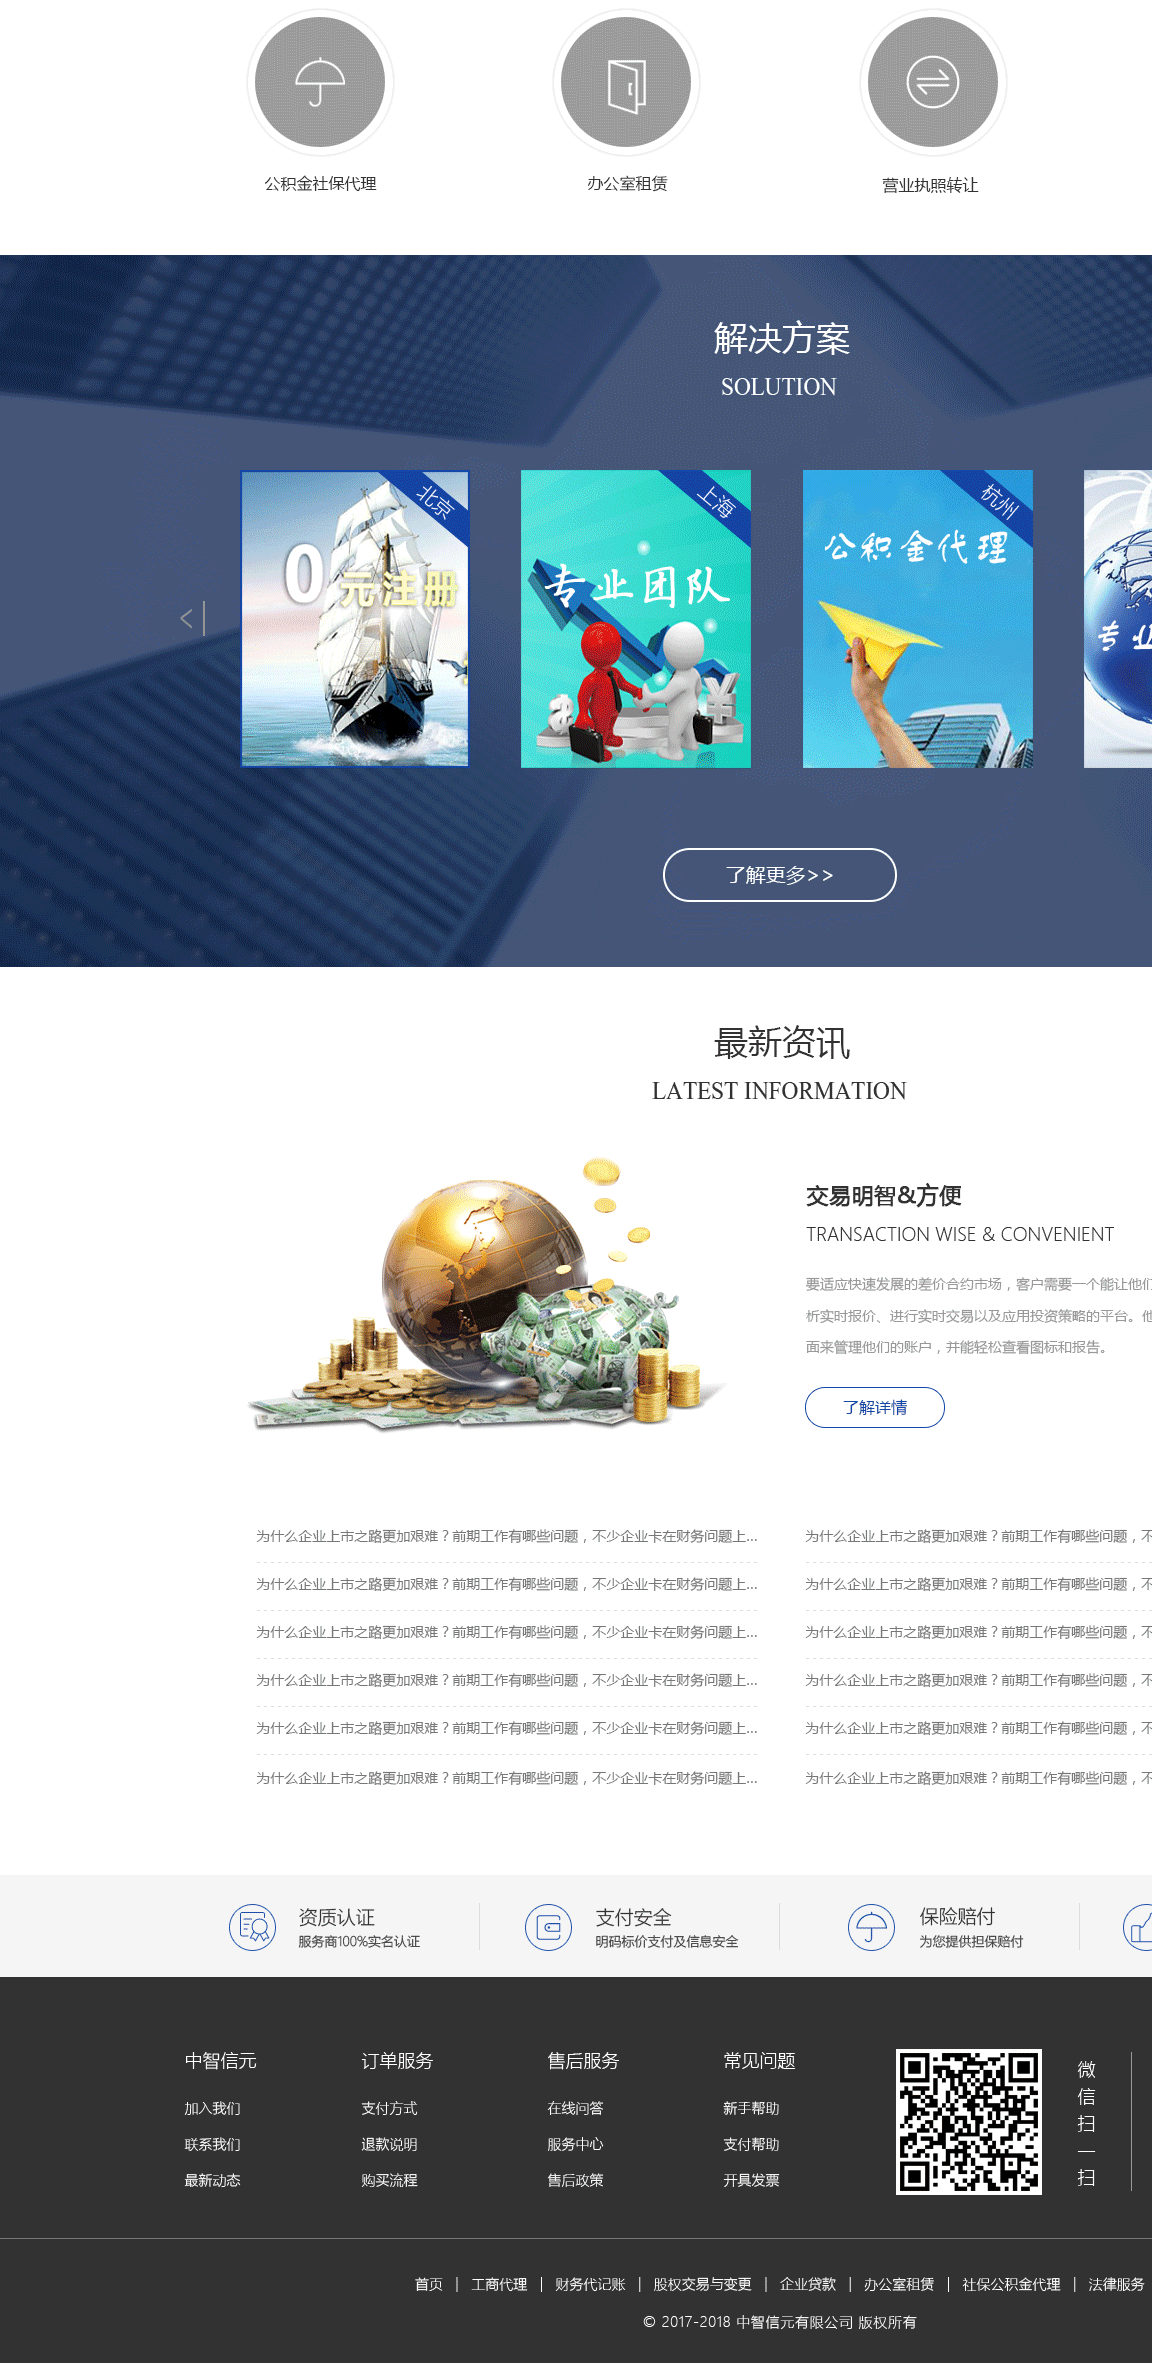 公积金社保代理
办公室租赁
营业执照转让
解决方案
SOLUTION
北京
0元注册
上海
专业团队
杭州
公积金代理
专业
<
了解更多>>
最新资讯
LATEST INFORMATION
交易明智&方便
TRANSACTION WISE & CONVENIENT
要适应快速发展的差价合约市场，客户需要一个能让他们
析实时报价、进行实时交易以及应用投资策略的平台。他
面来管理他们的账户，并能轻松查看图标和报告。
了解详情
为什么企业上市之路更加艰难？前期工作有哪些问题，不少企业卡在财务问题上...
为什么企业上市之路更加艰难？前期工作有哪些问题，不
为什么企业上市之路更加艰难？前期工作有哪些问题，不少企业卡在财务问题上...
为什么企业上市之路更加艰难？前期工作有哪些问题，不
为什么企业上市之路更加艰难？前期工作有哪些问题，不少企业卡在财务问题上...
为什么企业上市之路更加艰难？前期工作有哪些问题，不
为什么企业上市之路更加艰难？前期工作有哪些问题，不少企业卡在财务问题上...
为什么企业上市之路更加艰难？前期工作有哪些问题，不
为什么企业上市之路更加艰难？前期工作有哪些问题，不少企业卡在财务问题上...
为什么企业上市之路更加艰难？前期工作有哪些问题，不
为什么企业上市之路更加艰难？前期工作有哪些问题，不少企业卡在财务问题上...
为什么企业上市之路更加艰难？前期工作有哪些问题，不
资质认证
服务商100%实名认证
支付安全
明码标价支付及信息安全
保险赔付
为您提供担保赔付
中智信元
加入我们
联系我们
最新动态
订单服务
支付方式
退款说明
购买流程
售后服务
在线问答
服务中心
售后政策
常见问题
新手帮助
支付帮助
开具发票
微信扫一扫
首页 | 工商代理 | 财务代记账 | 股权交易与变更 | 企业贷款 | 办公室租赁 | 社保公积金代理 | 法律服务
© 2017-2018 中智信元有限公司 版权所有